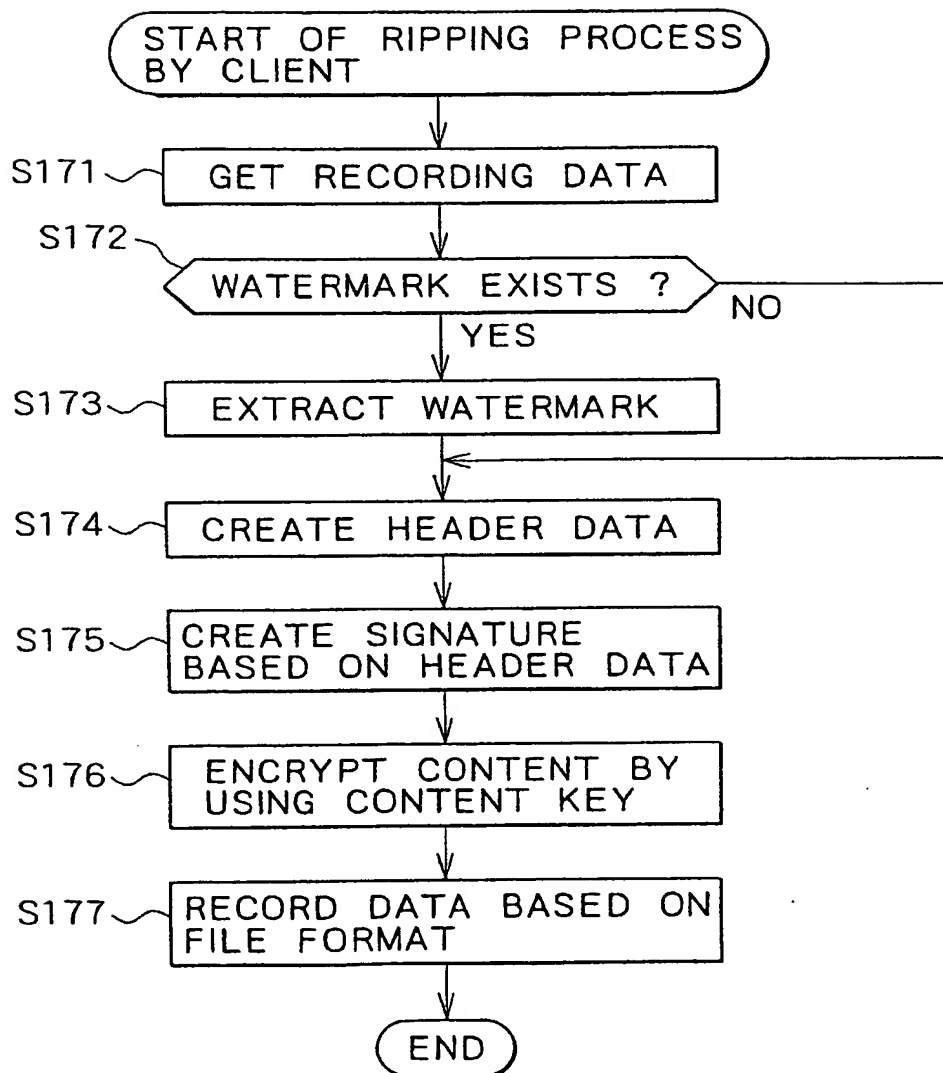 START OF RIPPING PROCESS
BY CLIENT
S171
GET RECORDING DATA
S172
WATERMARK EXISTS ?
NO
YES
S173
EXTRACT WATERMARK
S174
CREATE HEADER DATA
S175
CREATE SIGNATURE
BASED ON HEADER DATA
S176
ENCRYPT CONTENT BY
USING CONTENT KEY
S177
RECORD DATA BASED ON
FILE FORMAT
END